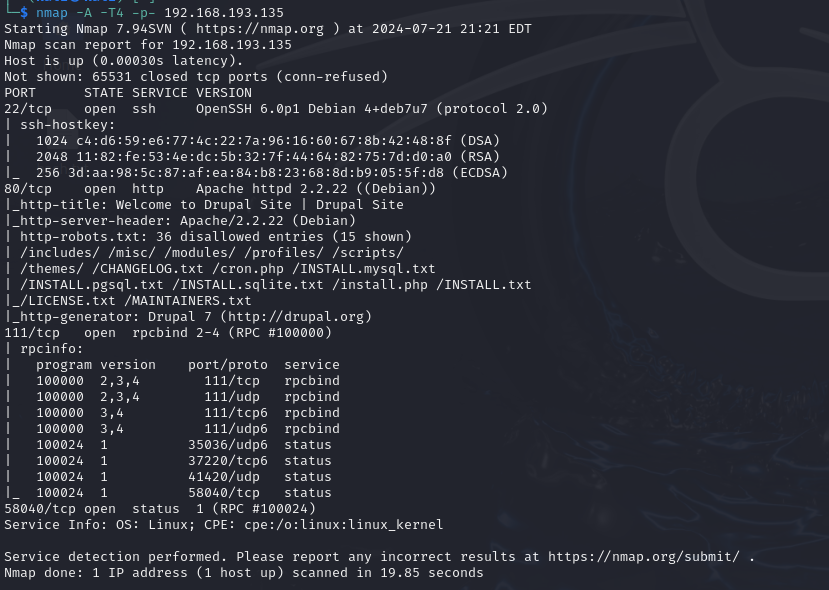 └─$ nmap -A -T4 -p- 192.168.193.135
Starting Nmap 7.94SVN ( https://nmap.org ) at 2024-07-21 21:21 EDT
Nmap scan report for 192.168.193.135
Host is up (0.00030s latency).
Not shown: 65531 closed tcp ports (conn-refused)
PORT      STATE SERVICE VERSION
22/tcp    open  ssh     OpenSSH 6.0p1 Debian 4+deb7u7 (protocol 2.0)
| ssh-hostkey:
|   1024 c4:d6:59:e6:77:4c:22:7a:96:16:60:67:8b:42:48:8f (DSA)
|   2048 11:82:fe:53:4e:dc:5b:32:7f:44:64:82:75:7d:d0:a0 (RSA)
|_  256 3d:aa:98:5c:87:af:ea:84:b8:23:68:8d:b9:05:5f:d8 (ECDSA)
80/tcp    open  http    Apache httpd 2.2.22 ((Debian))
|_http-title: Welcome to Drupal Site | Drupal Site
|_http-server-header: Apache/2.2.22 (Debian)
| http-robots.txt: 36 disallowed entries (15 shown)
| /includes/ /misc/ /modules/ /profiles/ /scripts/
| /themes/ /CHANGELOG.txt /cron.php /INSTALL.mysql.txt
| /INSTALL.pgsql.txt /INSTALL.sqlite.txt /install.php /INSTALL.txt
|_/LICENSE.txt /MAINTAINERS.txt
|_http-generator: Drupal 7 (http://drupal.org)
111/tcp   open  rpcbind 2-4 (RPC #100000)
| rpcinfo:
|   program version    port/proto  service
|   100000  2,3,4        111/tcp   rpcbind
|   100000  2,3,4        111/udp   rpcbind
|   100000  3,4          111/tcp6  rpcbind
|   100000  3,4          111/udp6  rpcbind
|   100024  1          35036/udp6  status
|   100024  1          37220/tcp6  status
|   100024  1          41420/udp   status
|_  100024  1          58040/tcp   status
58040/tcp open  status  1 (RPC #100024)
Service Info: OS: Linux; CPE: cpe:/o:linux:linux_kernel
Service detection performed. Please report any incorrect results at https://nmap.org/submit/ .
Nmap done: 1 IP address (1 host up) scanned in 19.85 seconds